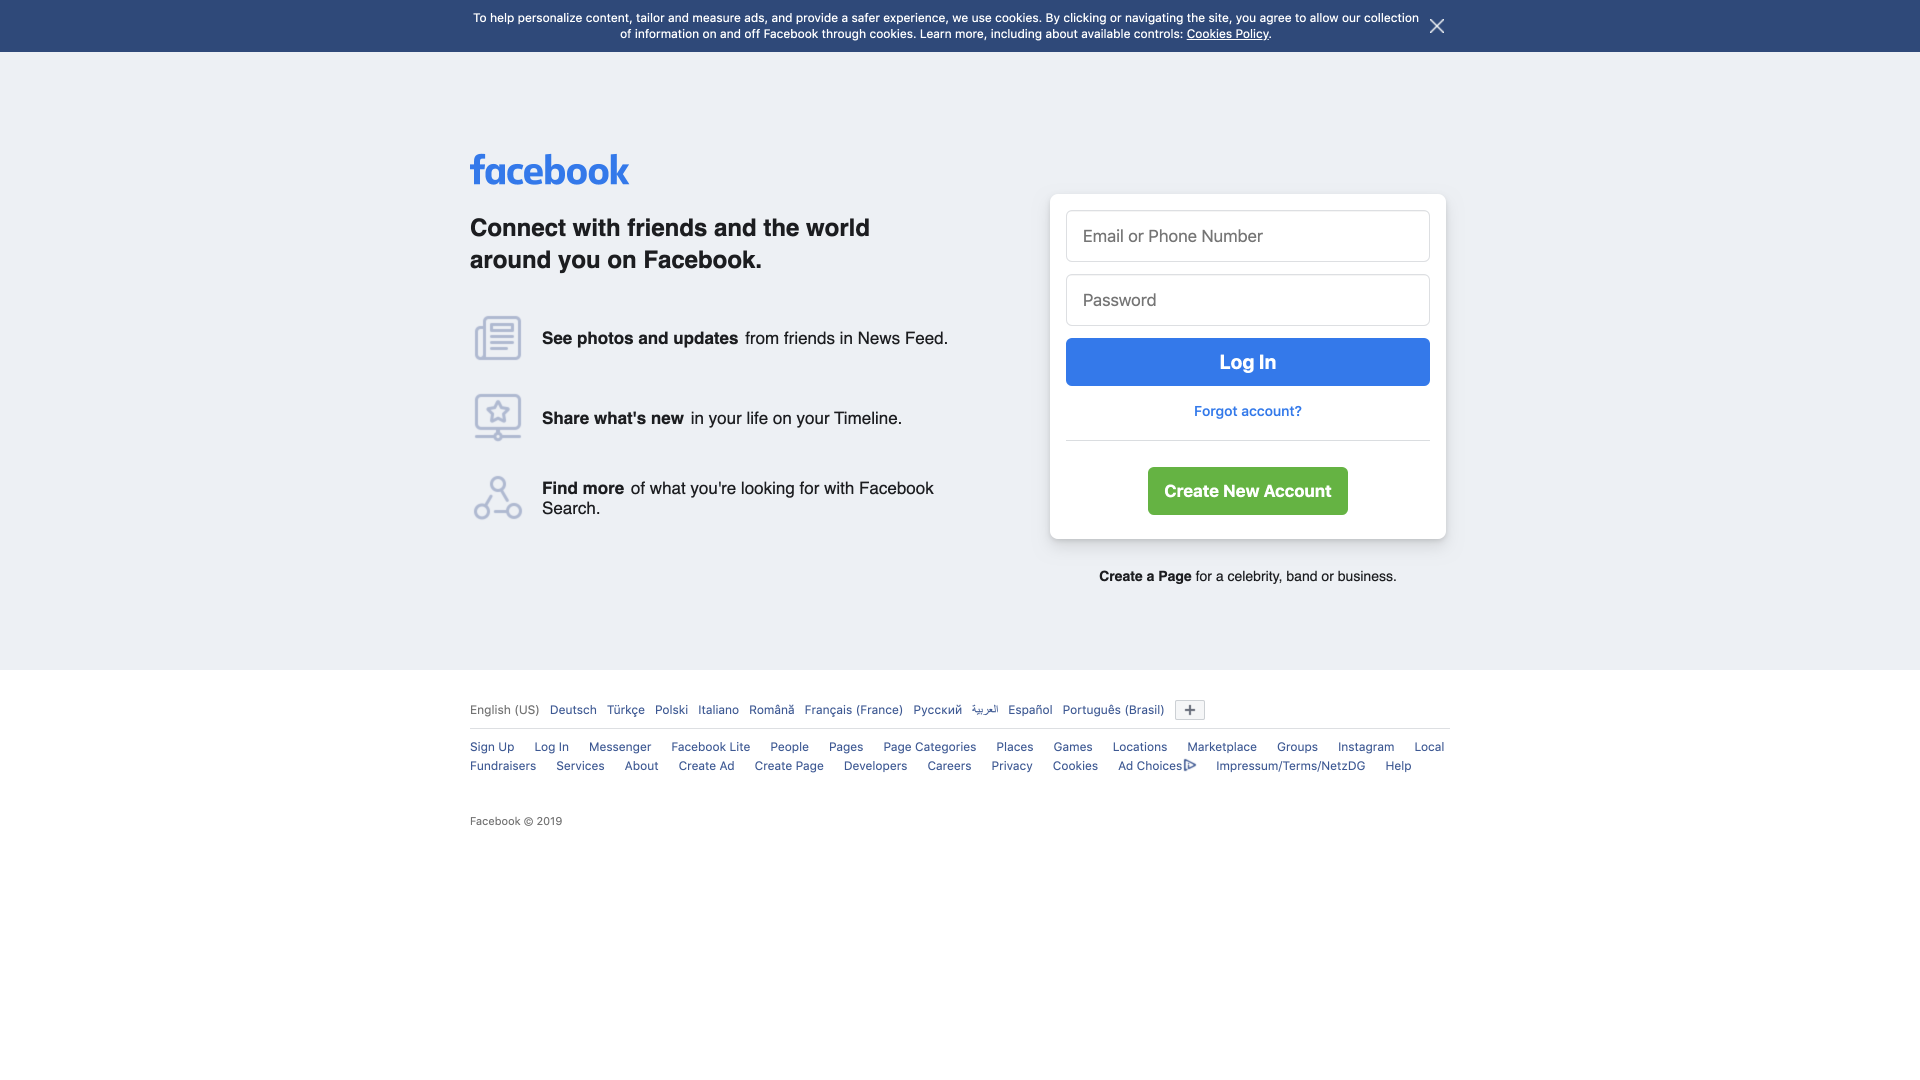 To help personalize content, tailor and measure ads, and provide a safer experience, we use cookies. By clicking or navigating the site, you agree to allow our collection
of information on and off Facebook through cookies. Learn more, including about available controls: Cookies Policy.
facebook
Connect with friends and the world
around you on Facebook.
See photos and updates from friends in News Feed.
Share what's new in your life on your Timeline.
Find more of what you're looking for with Facebook
Search.
Email or Phone Number
Password
Log In
Forgot account?
Create New Account
Create a Page for a celebrity, band or business.
English (US) Deutsch Türkçe Polski Italiano Română Français (France) Русский العربية Español Português (Brasil)
Sign Up Log In Messenger Facebook Lite People Pages Page Categories Places Games Locations Marketplace Groups Instagram Local
Fundraisers Services About Create Ad Create Page Developers Careers Privacy Cookies Ad Choices Impressum/Terms/NetzDG Help
Facebook © 2019